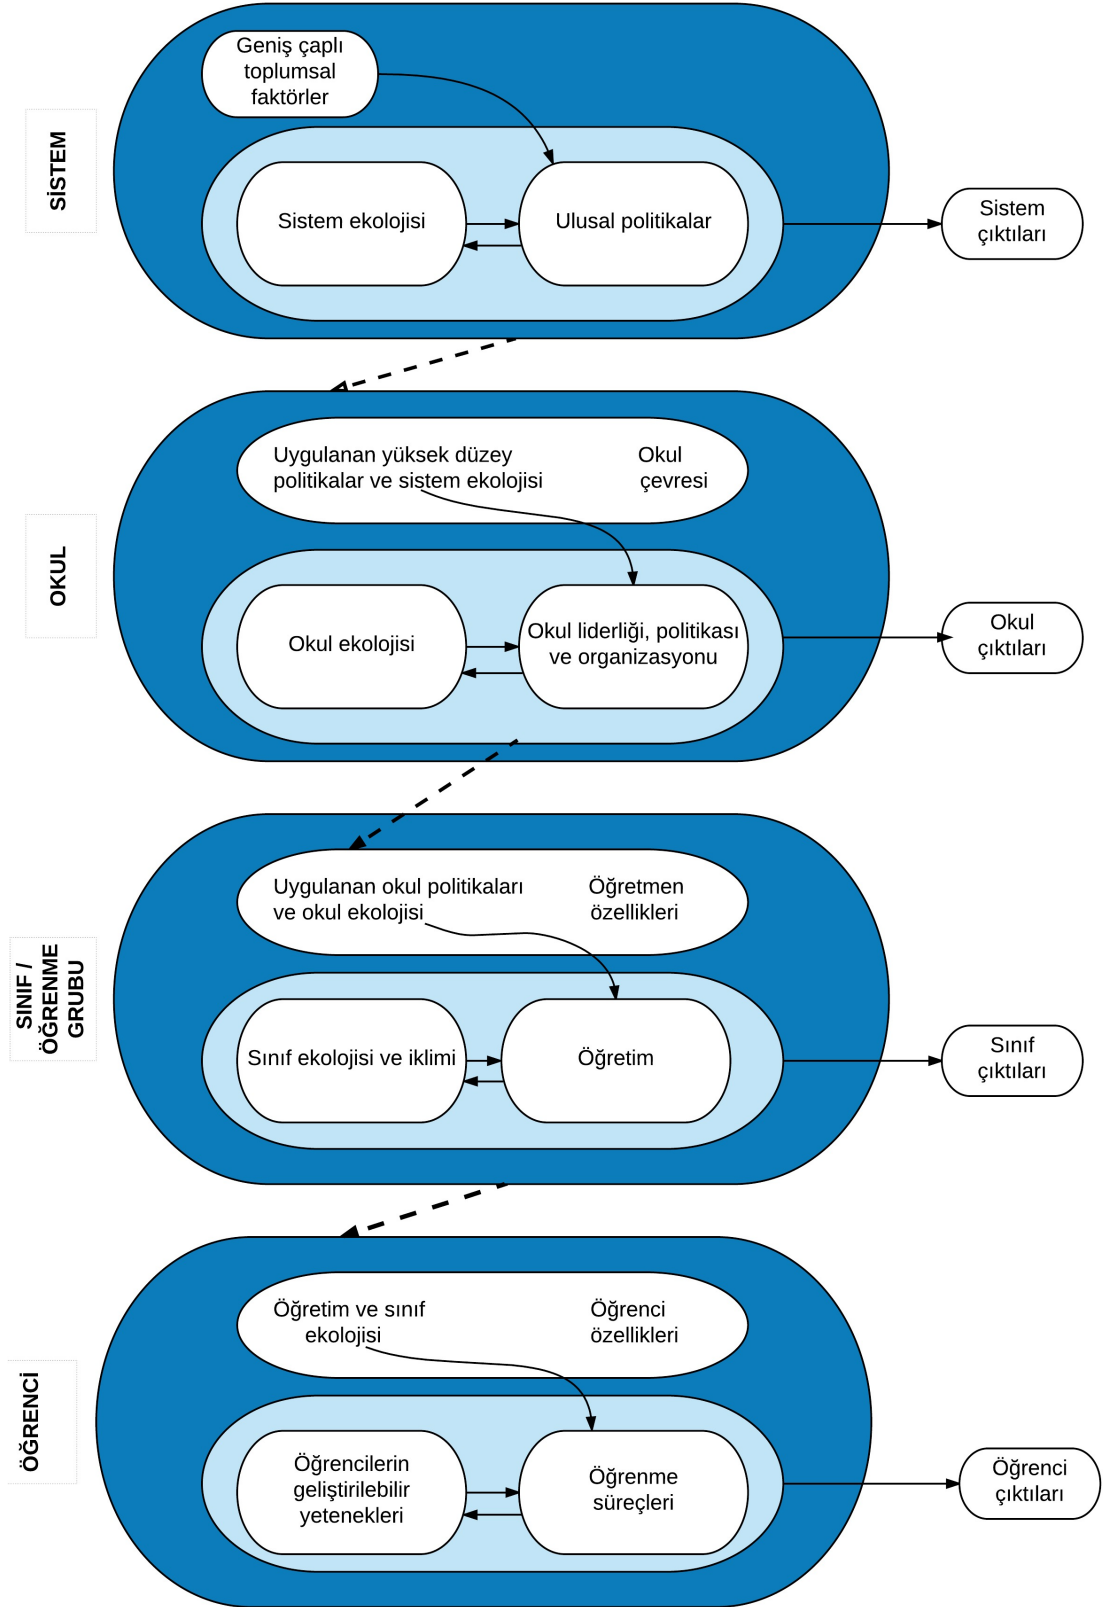 SİSTEM
Geniş çaplı
toplumsal
faktörler
Sistem ekolojisi
Ulusal politikalar
Sistem
çıktıları
OKUL
Uygulanan yüksek düzey
politikalar ve sistem ekolojisi
Okul
çevresi
Okul ekolojisi
Okul liderliği, politikası
ve organizasyonu
Okul
çıktıları
SINIF /
ÖĞRENME
GRUBU
Uygulanan okul politikaları
ve okul ekolojisi
Öğretmen
özellikleri
Sınıf ekolojisi ve iklimi
Öğretim
Sınıf
çıktıları
ÖĞRENCİ
Öğretim ve sınıf
ekolojisi
Öğrenci
özellikleri
Öğrencilerin
geliştirilebilir
yetenekleri
Öğrenme
süreçleri
Öğrenci
çıktıları